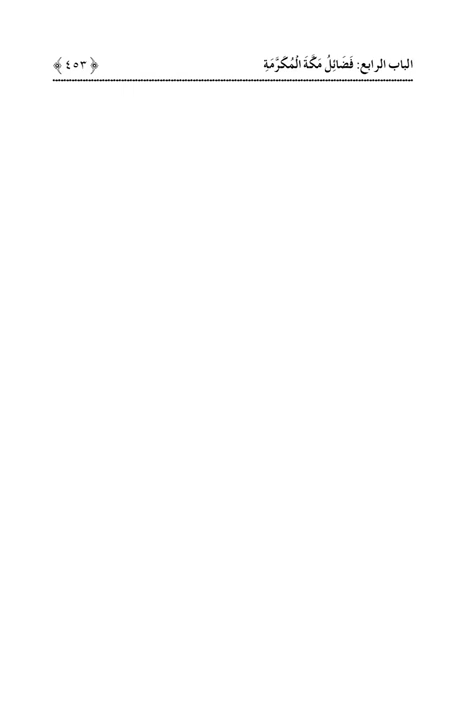 الباب الرابع: فَضَائِلُ مَكَّةَ الْمُكَرَّمَةِ ﴿٤٥٣﴾